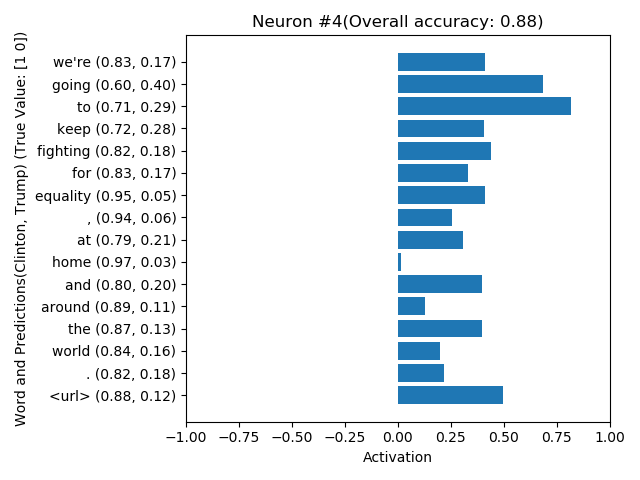 Neuron #4(Overall accuracy: 0.88)
Word and Predictions(Clinton, Trump) (True Value: [1 0])
we're (0.83, 0.17)
going (0.60, 0.40)
to (0.71, 0.29)
keep (0.72, 0.28)
fighting (0.82, 0.18)
for (0.83, 0.17)
equality (0.95, 0.05)
, (0.94, 0.06)
at (0.79, 0.21)
home (0.97, 0.03)
and (0.80, 0.20)
around (0.89, 0.11)
the (0.87, 0.13)
world (0.84, 0.16)
. (0.82, 0.18)
<url> (0.88, 0.12)
−1.00 −0.75 −0.50 −0.25 0.00 0.25 0.50 0.75 1.00
Activation